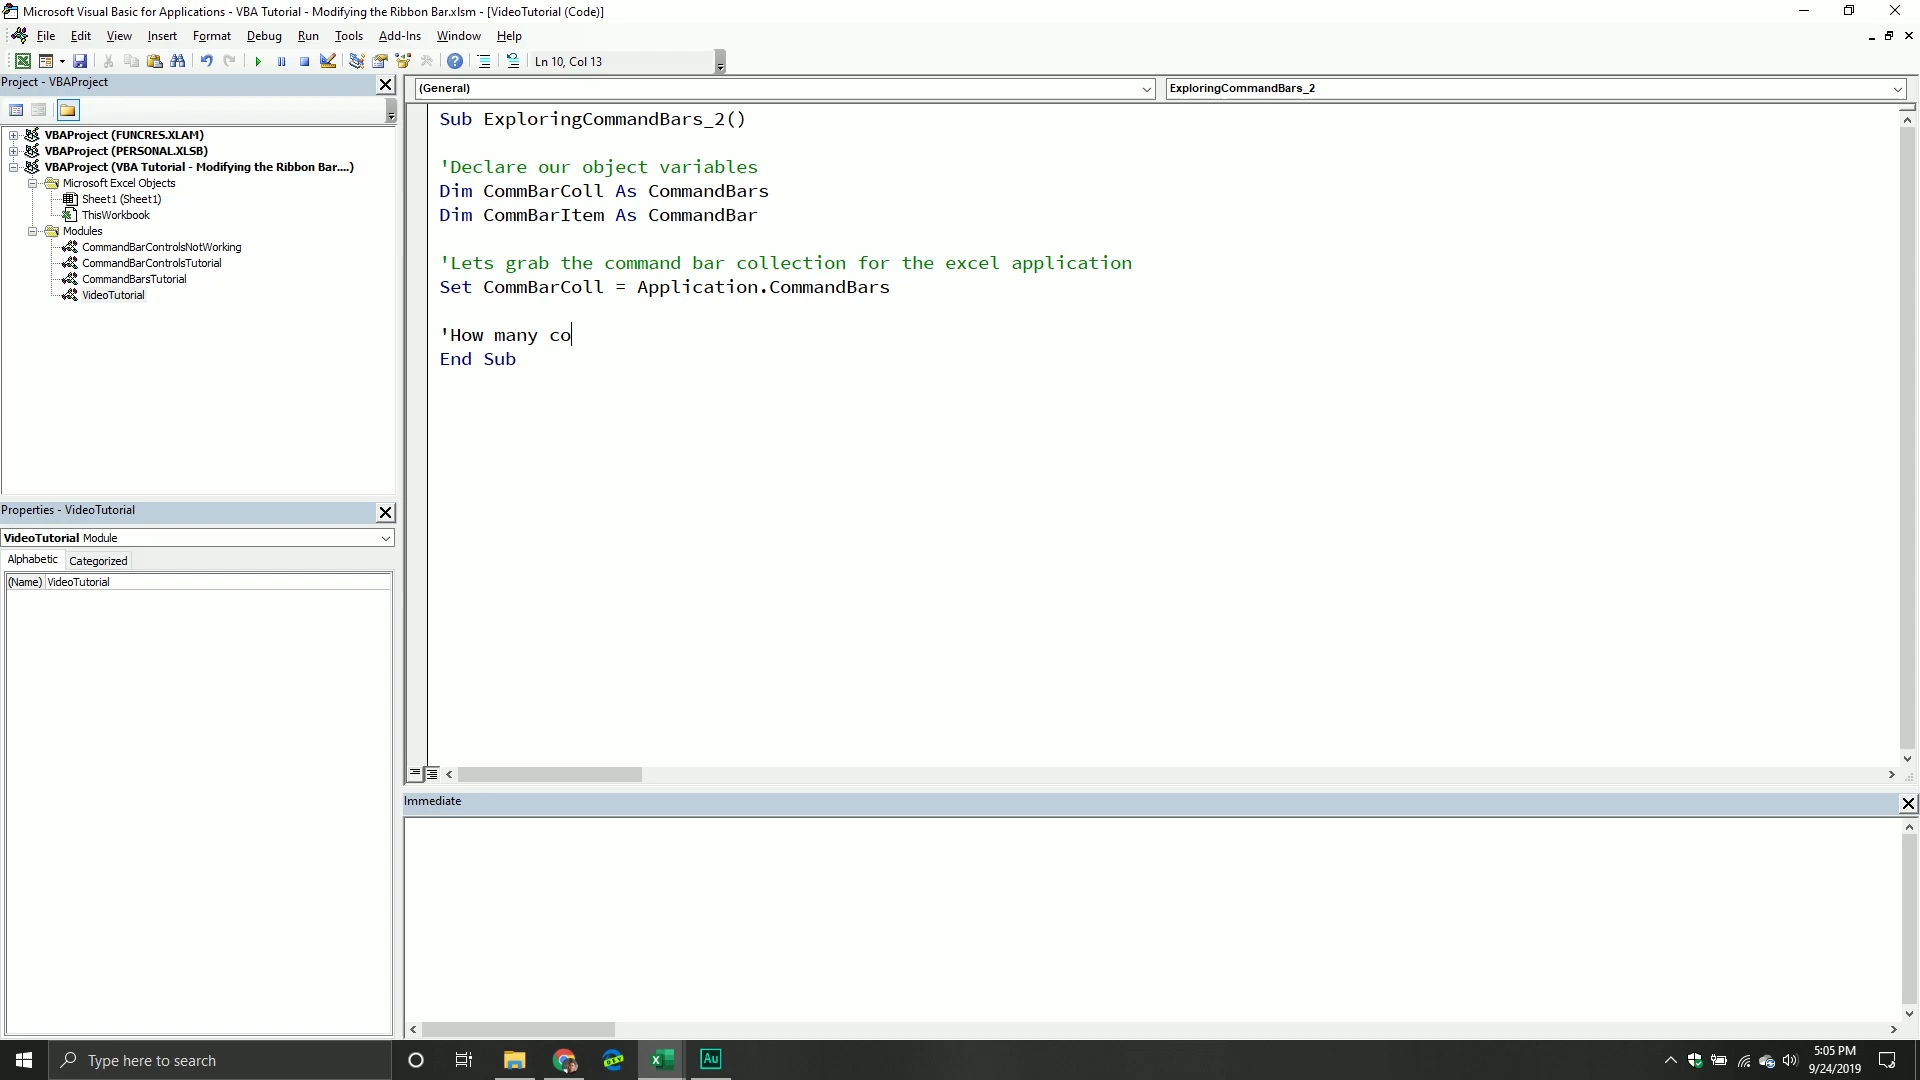 Microsoft Visual Basic for Applications - VBA Tutorial - Modifying the Ribbon Bar.xlsm - [VideoTutorial (Code)]
File Edit View Insert Format Debug Run Tools Add-Ins Window Help
Ln 10, Col 13
Project - VBAProject
VBAProject (FUNCRES.XLAM)
VBAProject (PERSONAL.XLSB)
VBAProject (VBA Tutorial - Modifying the Ribbon Bar....)
Microsoft Excel Objects
Sheet1 (Sheet1)
ThisWorkbook
Modules
CommandBarControlsNotWorking
CommandBarControlsTutorial
CommandBarsTutorial
VideoTutorial
Properties - VideoTutorial
VideoTutorial Module
Alphabetic Categorized
(Name) VideoTutorial
(General) ExploringCommandBars_2
Sub ExploringCommandBars_2()
'Declare our object variables
Dim CommBarColl As CommandBars
Dim CommBarItem As CommandBar
'Lets grab the command bar collection for the excel application
Set CommBarColl = Application.CommandBars
'How many co
End Sub
Immediate
Type here to search
DEV
Au
5:05 PM
9/24/2019